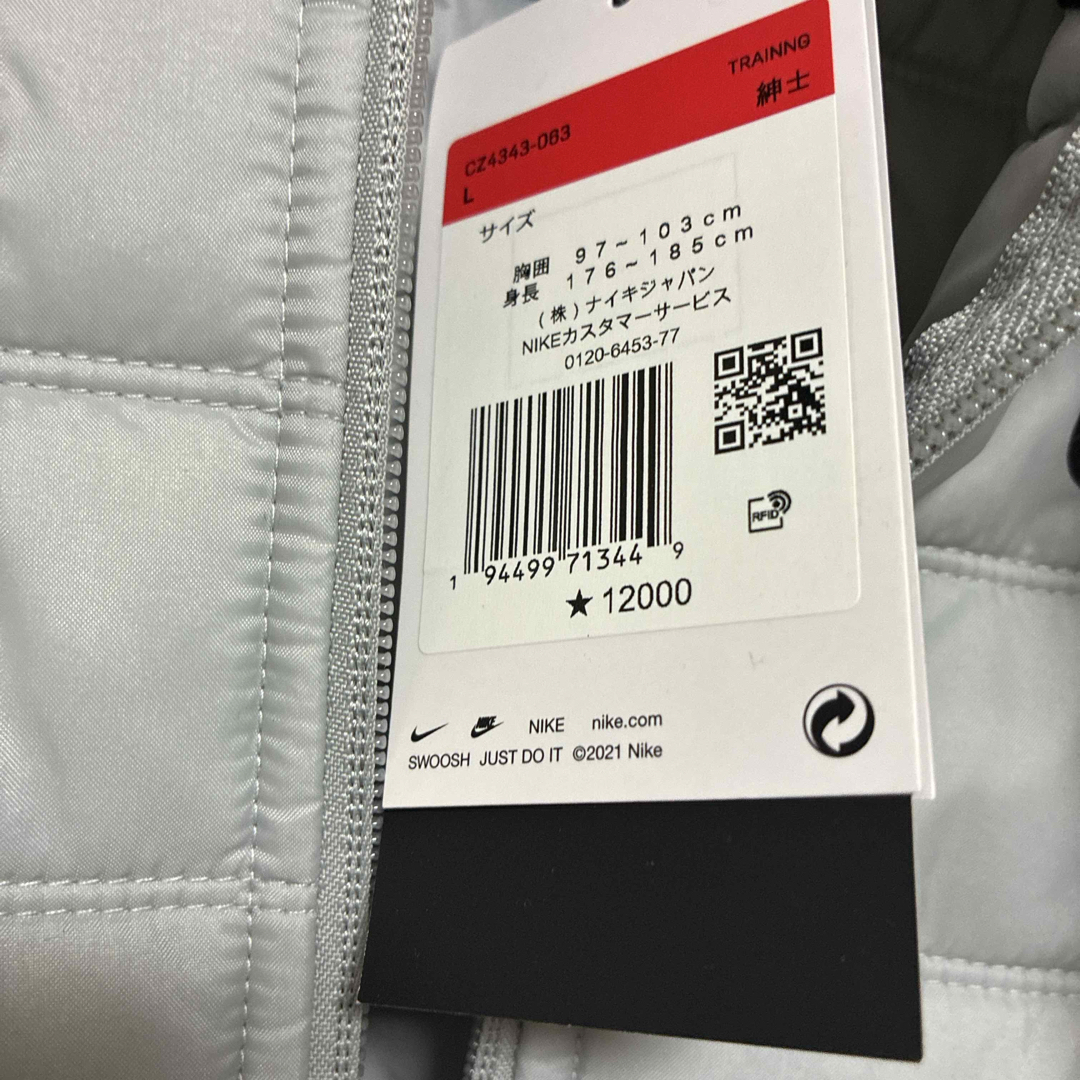 TRAINNG
紳士
CZ4343-063
L
サイズ
胸囲 97~103cm
身長 176~185cm
(株)ナイキジャパン
NIKEカスタマーサービス
0120-6453-77
RFID
1 94499 71344 9
★12000
NIKE NIKE nike.com
SWOOSH JUST DO IT ©2021 Nike